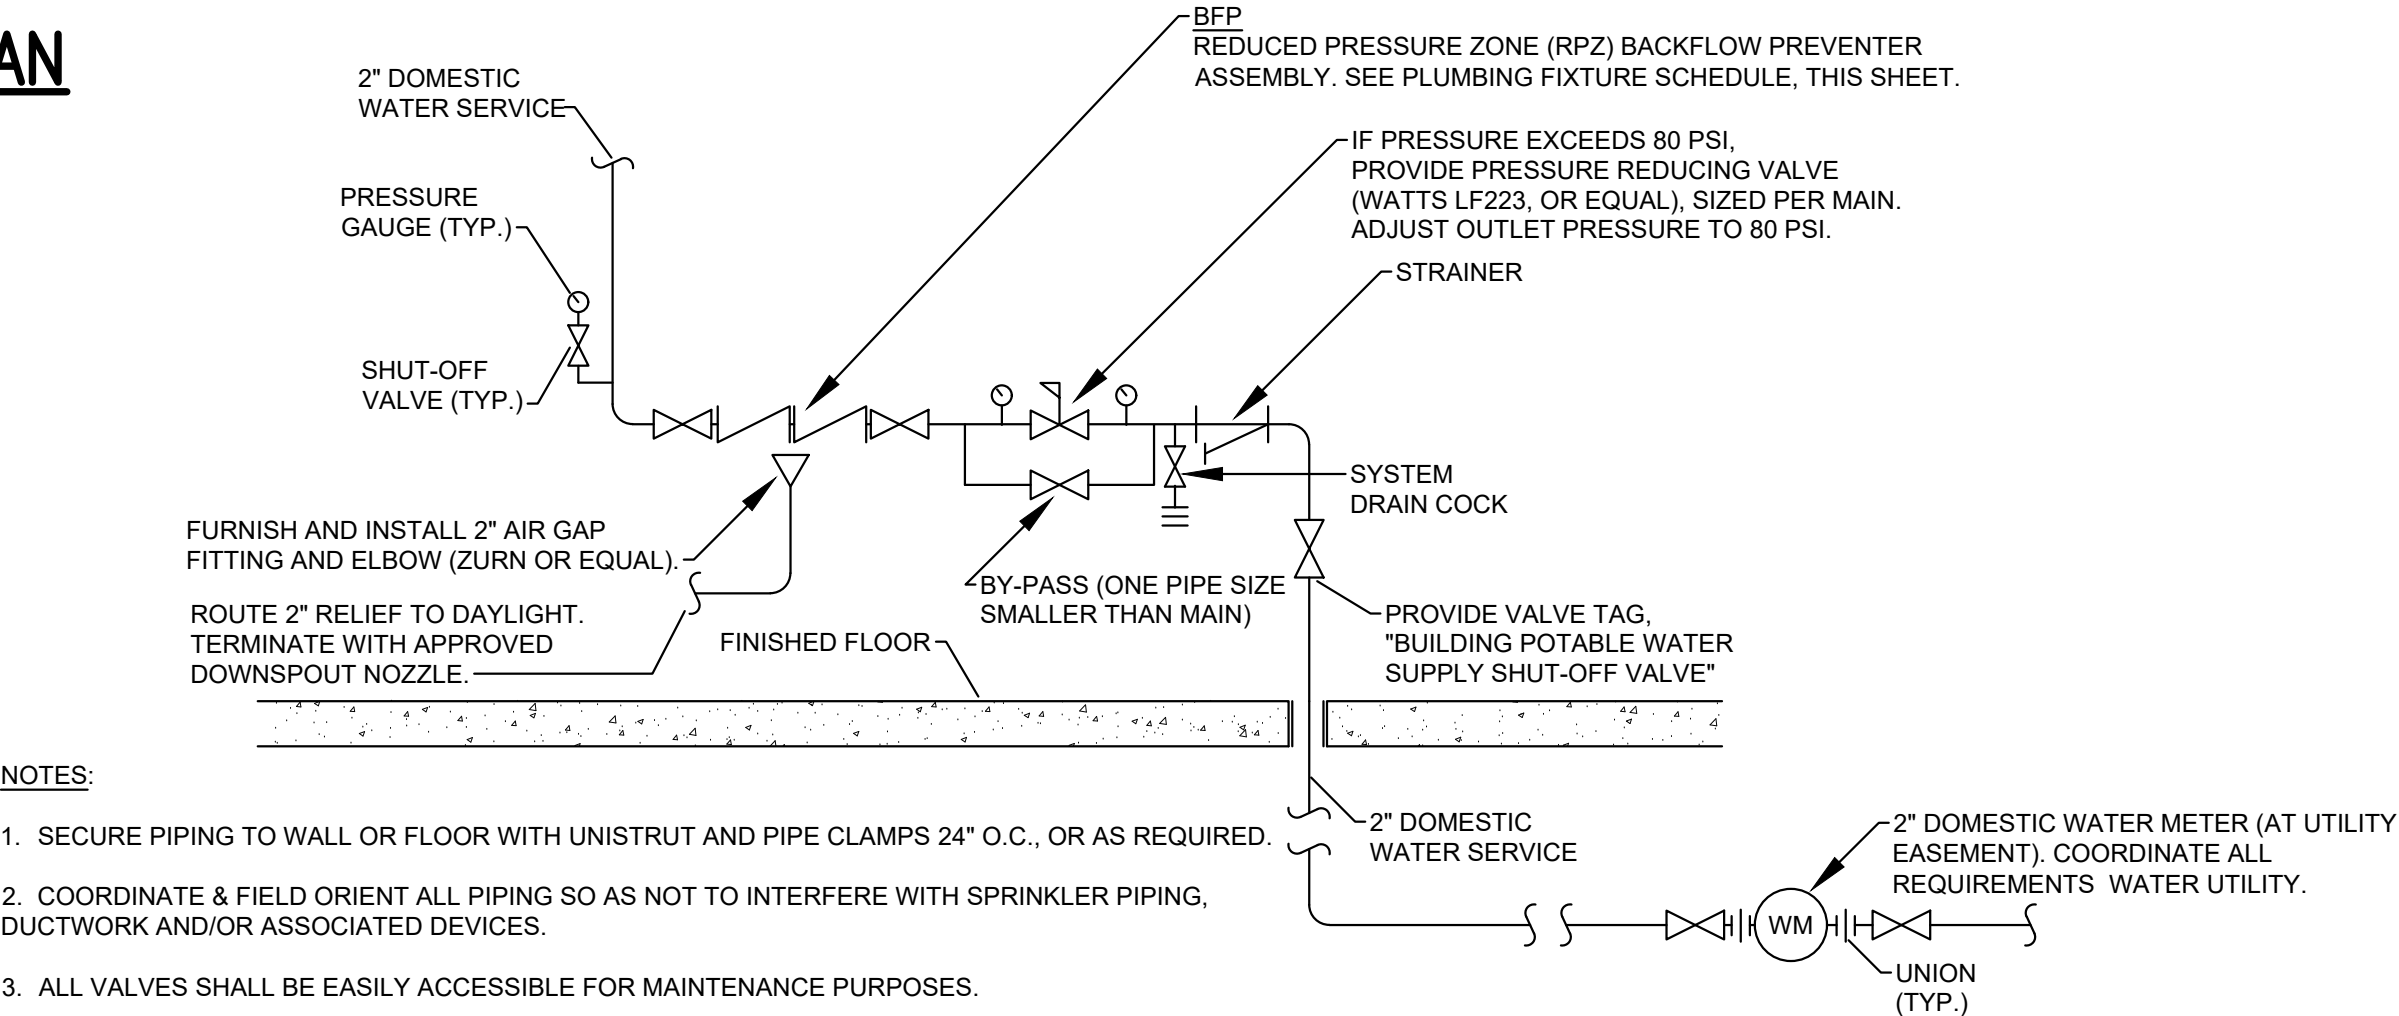 AN
BFP
REDUCED PRESSURE ZONE (RPZ) BACKFLOW PREVENTER
ASSEMBLY. SEE PLUMBING FIXTURE SCHEDULE, THIS SHEET.
2" DOMESTIC
WATER SERVICE
IF PRESSURE EXCEEDS 80 PSI,
PROVIDE PRESSURE REDUCING VALVE
(WATTS LF223, OR EQUAL), SIZED PER MAIN.
ADJUST OUTLET PRESSURE TO 80 PSI.
PRESSURE
GAUGE (TYP.)
STRAINER
SHUT-OFF
VALVE (TYP.)
SYSTEM
DRAIN COCK
FURNISH AND INSTALL 2" AIR GAP
FITTING AND ELBOW (ZURN OR EQUAL).
BY-PASS (ONE PIPE SIZE
SMALLER THAN MAIN)
ROUTE 2" RELIEF TO DAYLIGHT.
TERMINATE WITH APPROVED
DOWNSPOUT NOZZLE.
FINISHED FLOOR
PROVIDE VALVE TAG,
"BUILDING POTABLE WATER
SUPPLY SHUT-OFF VALVE"
NOTES:
1. SECURE PIPING TO WALL OR FLOOR WITH UNISTRUT AND PIPE CLAMPS 24" O.C., OR AS REQUIRED.
2. COORDINATE & FIELD ORIENT ALL PIPING SO AS NOT TO INTERFERE WITH SPRINKLER PIPING,
DUCTWORK AND/OR ASSOCIATED DEVICES.
3. ALL VALVES SHALL BE EASILY ACCESSIBLE FOR MAINTENANCE PURPOSES.
2" DOMESTIC
WATER SERVICE
2" DOMESTIC WATER METER (AT UTILITY
EASEMENT). COORDINATE ALL
REQUIREMENTS WATER UTILITY.
WM
UNION
(TYP.)